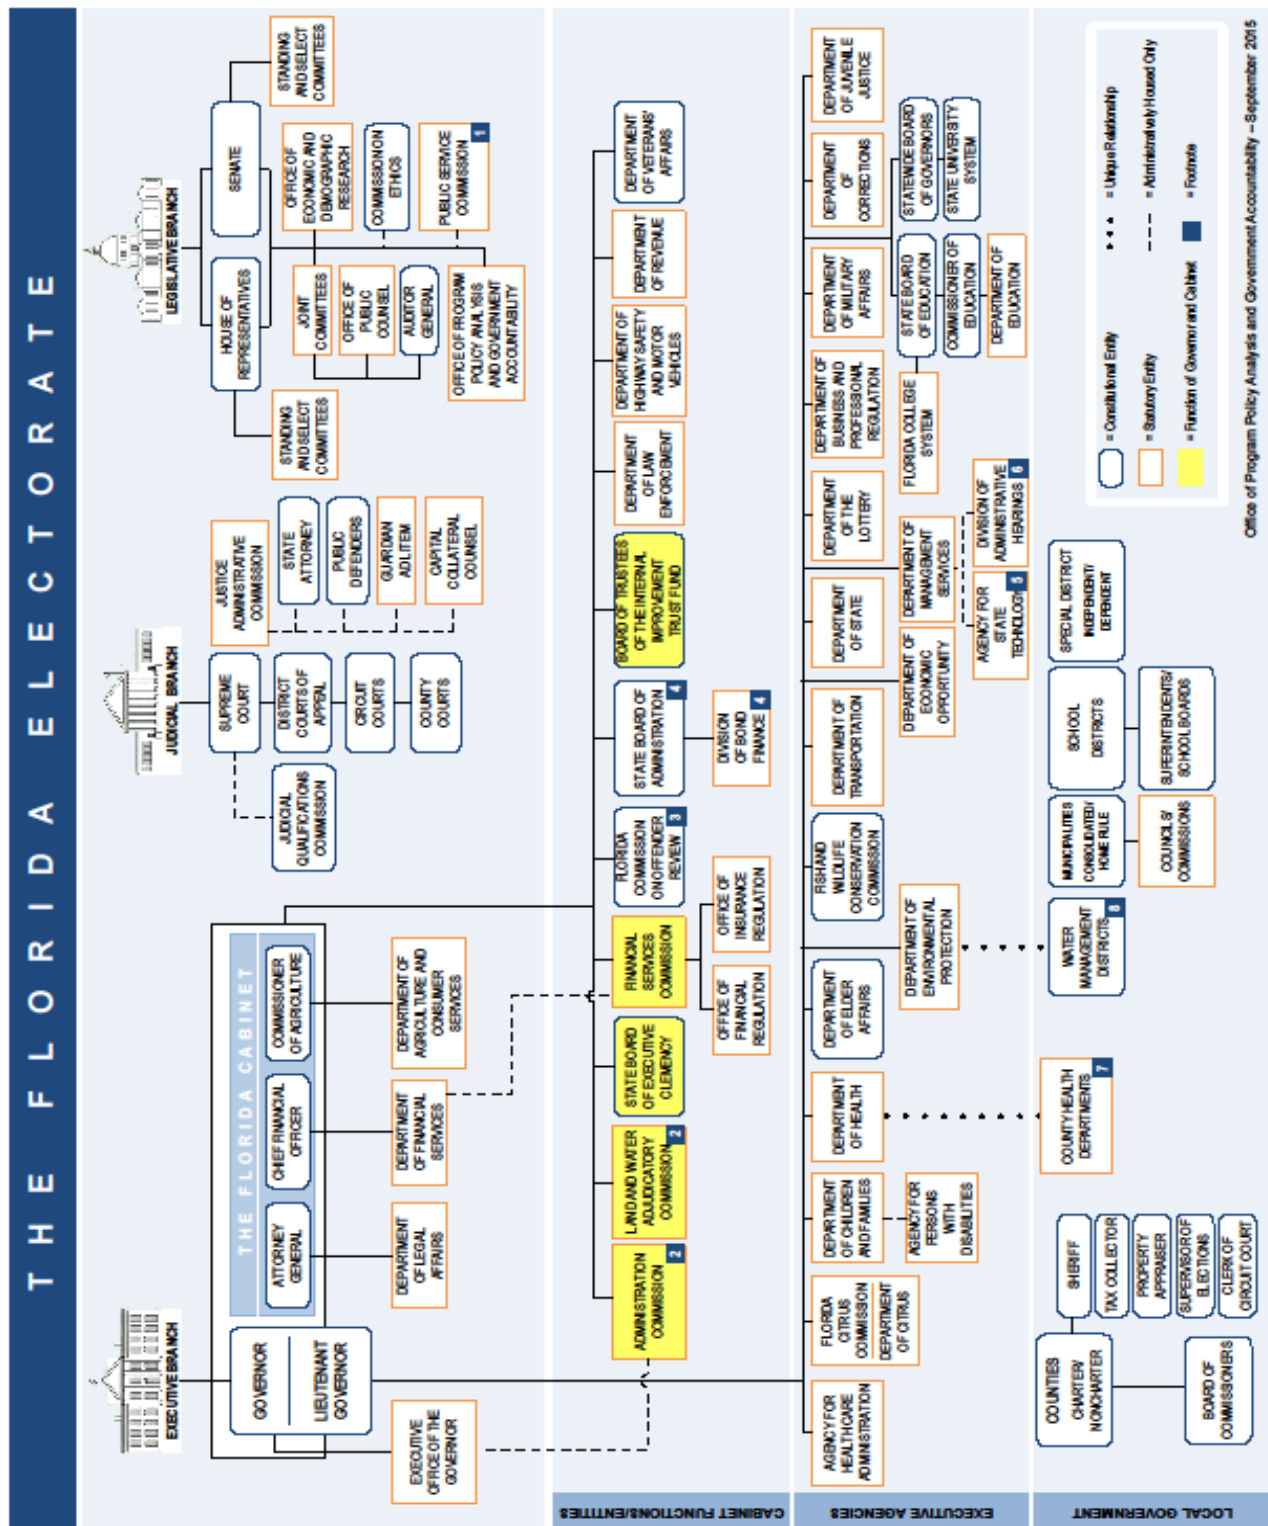 THE FLORIDA ELECTORATE
EXECUTIVE BRANCH
JUDICIAL BRANCH
LEGISLATIVE BRANCH
GOVERNOR
LIEUTENANT
GOVERNOR
EXECUTIVE
OFFICE OF THE
GOVERNOR
THE FLORIDA CABINET
ATTORNEY
GENERAL
CHIEF FINANCIAL
OFFICER
COMMISSIONER
OF AGRICULTURE
DEPARTMENT
OF LEGAL
AFFAIRS
DEPARTMENT
OF FINANCIAL
SERVICES
DEPARTMENT OF
AGRICULTURE AND
CONSUMER
SERVICES
SUPREME
COURT
JUDICIAL
QUALIFICATIONS
COMMISSION
DISTRICT
COURTS OF
APPEAL
CIRCUIT
COURTS
COUNTY
COURTS
JUSTICE
ADMINISTRATIVE
COMMISSION
STATE
ATTORNEY
PUBLIC
DEFENDERS
GUARDIAN
AD LITEM
CAPITAL
COLLATERAL
COUNSEL
HOUSE OF
REPRESENTATIVES
SENATE
STANDING
AND SELECT
COMMITTEES
STANDING
AND SELECT
COMMITTEES
JOINT
COMMITTEES
OFFICE OF
PUBLIC
COUNSEL
AUDITOR
GENERAL
OFFICE OF PROGRAM
POLICY ANALYSIS
AND GOVERNMENT
ACCOUNTABILITY
OFFICE OF
ECONOMIC AND
DEMOGRAPHIC
RESEARCH
COMMISSION ON
ETHICS
PUBLIC SERVICE
COMMISSION
1
CABINET FUNCTIONS/ENTITIES
ADMINISTRATION
COMMISSION
2
LAND AND WATER
ADJUDICATORY
COMMISSION
2
STATE BOARD
OF EXECUTIVE
CLEMENCY
FINANCIAL
SERVICES
COMMISSION
FLORIDA
COMMISSION
ON OFFENDER
REVIEW
3
STATE BOARD OF
ADMINISTRATION
4
BOARD OF TRUSTEES
OF THE INTERNAL
IMPROVEMENT
TRUST FUND
DEPARTMENT
OF LAW
ENFORCEMENT
DEPARTMENT OF
HIGHWAY SAFETY
AND MOTOR
VEHICLES
DEPARTMENT
OF REVENUE
DEPARTMENT
OF VETERANS'
AFFAIRS
OFFICE OF
FINANCIAL
REGULATION
OFFICE OF
INSURANCE
REGULATION
DIVISION
OF BOND
FINANCE
4
EXECUTIVE AGENCIES
AGENCY FOR
HEALTHCARE
ADMINISTRATION
FLORIDA
CITRUS
COMMISSION
DEPARTMENT
OF CITRUS
DEPARTMENT
OF CHILDREN
AND FAMILIES
DEPARTMENT
OF HEALTH
DEPARTMENT
OF ELDER
AFFAIRS
FISH AND
WILDLIFE
CONSERVATION
COMMISSION
DEPARTMENT OF
TRANSPORTATION
DEPARTMENT
OF STATE
DEPARTMENT
OF THE
LOTTERY
DEPARTMENT OF
BUSINESS AND
PROFESSIONAL
REGULATION
DEPARTMENT
OF MILITARY
AFFAIRS
DEPARTMENT
OF
CORRECTIONS
DEPARTMENT
OF JUVENILE
JUSTICE
AGENCY FOR
PERSONS
WITH
DISABILITIES
DEPARTMENT OF
ENVIRONMENTAL
PROTECTION
DEPARTMENT OF
ECONOMIC
OPPORTUNITY
DEPARTMENT OF
MANAGEMENT
SERVICES
FLORIDA COLLEGE
SYSTEM
STATE BOARD
OF EDUCATION
STATEWIDE BOARD
OF GOVERNORS
COMMISSIONER OF
EDUCATION
STATE UNIVERSITY
SYSTEM
DEPARTMENT OF
EDUCATION
AGENCY FOR
STATE
TECHNOLOGY
5
DIVISION OF
ADMINISTRATIVE
HEARINGS
6
LOCAL GOVERNMENT
COUNTIES
CHARTER/
NONCHARTER
SHERIFF
TAX COLLECTOR
PROPERTY
APPRAISER
SUPERVISOR OF
ELECTIONS
CLERK OF
CIRCUIT COURT
BOARD OF
COMMISSIONERS
COUNTY HEALTH
DEPARTMENTS
7
WATER
MANAGEMENT
DISTRICTS
8
MUNICIPALITIES
CONSOLIDATED/
HOME RULE
COUNCILS/
COMMISSIONS
SCHOOL
DISTRICTS
SUPERINTENDENTS/
SCHOOL BOARDS
SPECIAL DISTRICT
INDEPENDENT/
DEPENDENT
= Constitutional Entity
= Unique Relationship
= Statutory Entity
= Administratively Housed Only
= Function of Governor and Cabinet
= Footnote
Office of Program Policy Analysis and Government Accountability – September 2015